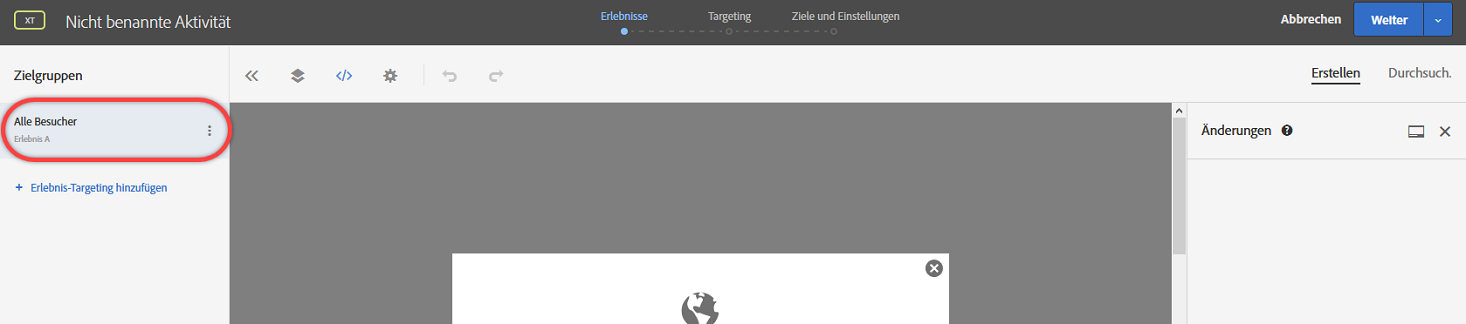 XT
Nicht benannte Aktivität
Erlebnisse
Targeting
Ziele und Einstellungen
Abbrechen
Weiter
Zielgruppen
</>
Erstellen
Durchsuch.
Alle Besucher
Erlebnis A
+ Erlebnis-Targeting hinzufügen
Änderungen ?